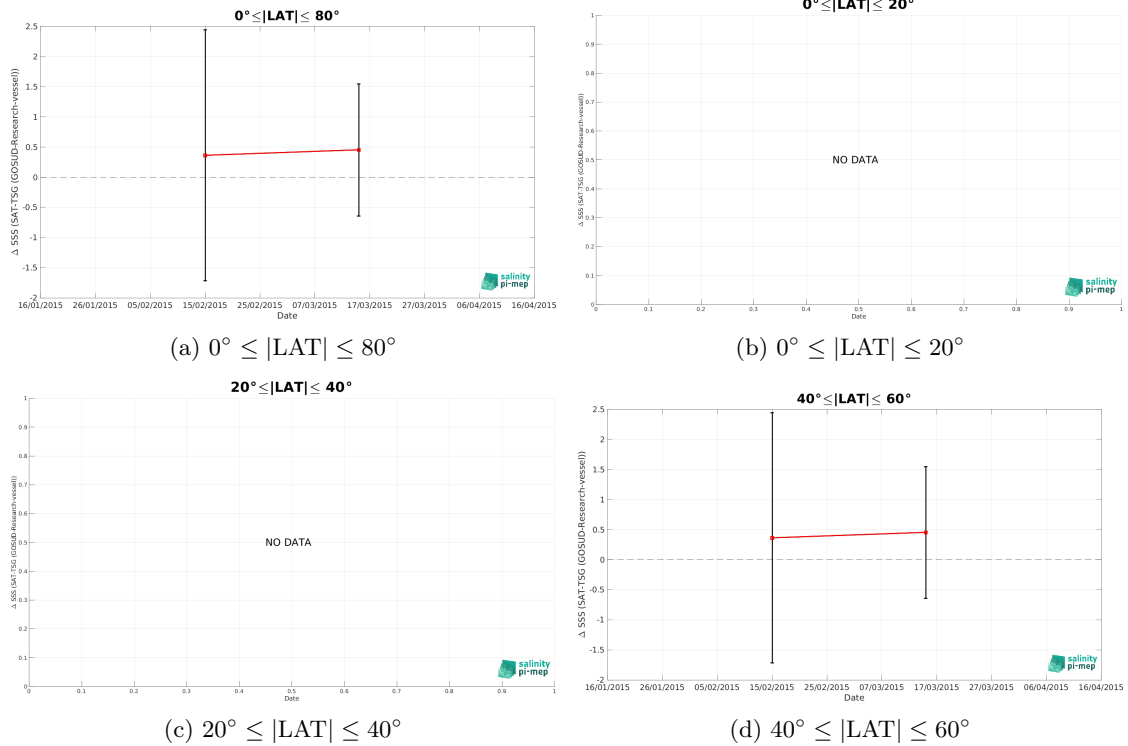 0°≤|LAT|≤ 80°
2.5
2
1.5
1
0.5
0
-0.5
-1
-1.5
-2
Δ SSS (SAT-TSG (GOSUD-Research-vessel))
16/01/2015 26/01/2015 05/02/2015 15/02/2015 25/02/2015 07/03/2015 17/03/2015 27/03/2015 06/04/2015 16/04/2015
Date
salinity
pi-mep
(a) 0° ≤ |LAT| ≤ 80°
0°≤|LAT|≤ 20°
1
0.9
0.8
0.7
0.6
0.5
0.4
0.3
0.2
0.1
0
Δ SSS (SAT-TSG (GOSUD-Research-vessel))
NO DATA
0 0.1 0.2 0.3 0.4 0.5 0.6 0.7 0.8 0.9 1
Date
salinity
pi-mep
(b) 0° ≤ |LAT| ≤ 20°
20°≤|LAT|≤ 40°
1
0.9
0.8
0.7
0.6
0.5
0.4
0.3
0.2
0.1
0
Δ SSS (SAT-TSG (GOSUD-Research-vessel))
NO DATA
0 0.1 0.2 0.3 0.4 0.5 0.6 0.7 0.8 0.9 1
Date
salinity
pi-mep
(c) 20° ≤ |LAT| ≤ 40°
40°≤|LAT|≤ 60°
2.5
2
1.5
1
0.5
0
-0.5
-1
-1.5
-2
Δ SSS (SAT-TSG (GOSUD-Research-vessel))
16/01/2015 26/01/2015 05/02/2015 15/02/2015 25/02/2015 07/03/2015 17/03/2015 27/03/2015 06/04/2015 16/04/2015
Date
salinity
pi-mep
(d) 40° ≤ |LAT| ≤ 60°